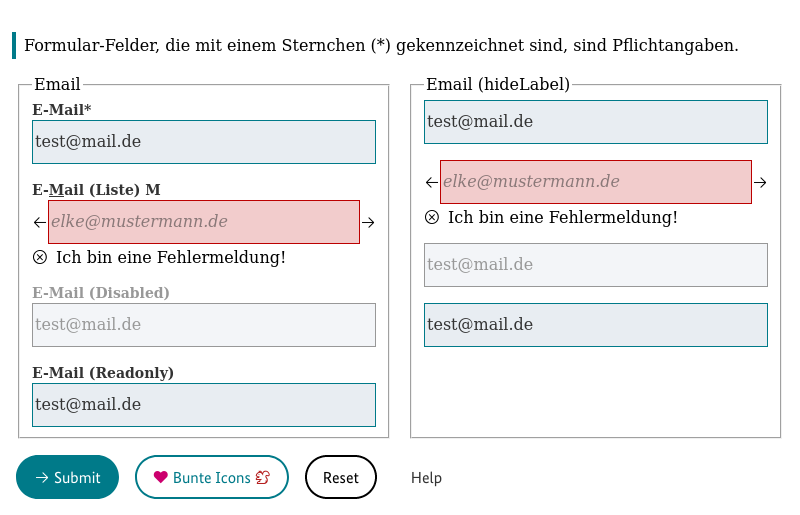 Formular-Felder, die mit einem Sternchen (*) gekennzeichnet sind, sind Pflichtangaben.
Email
E-Mail*
test@mail.de
E-Mail (Liste) M
← elke@mustermann.de →
Ich bin eine Fehlermeldung!
E-Mail (Disabled)
test@mail.de
E-Mail (Readonly)
test@mail.de
Email (hideLabel)
test@mail.de
← elke@mustermann.de →
Ich bin eine Fehlermeldung!
test@mail.de
test@mail.de
→ Submit
Bunte Icons
Reset
Help